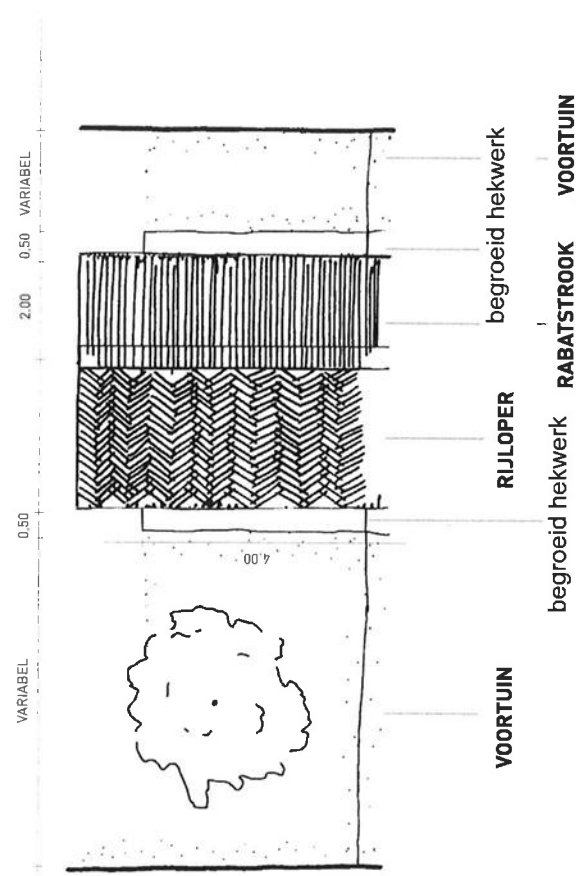 VARIABEL
0,50
2.00
0,50
VARIABEL
4.00
VOORTUIN
begroeid hekwerk
RIJLOPER
RABATSTROOK
begroeid hekwerk
VOORTUIN